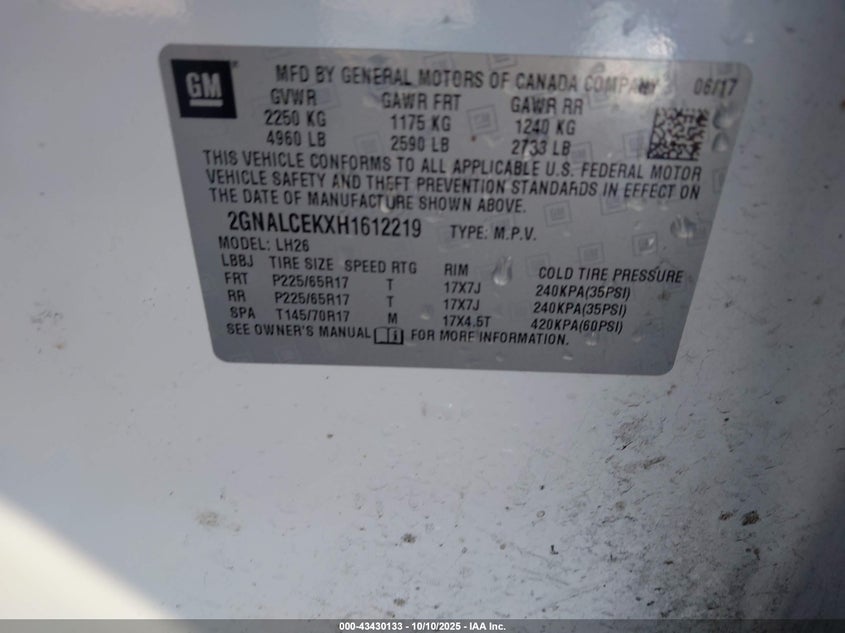 GM
MFD BY GENERAL MOTORS OF CANADA COMPANY 06/17
GVWR GAWR FRT GAWR RR
2250 KG 1175 KG 1240 KG
4960 LB 2590 LB 2733 LB
THIS VEHICLE CONFORMS TO ALL APPLICABLE U.S. FEDERAL MOTOR
VEHICLE SAFETY AND THEFT PREVENTION STANDARDS IN EFFECT ON
THE DATE OF MANUFACTURE SHOWN ABOVE.
2GNALCEKXH1612219 TYPE: M.P.V.
MODEL: LH26
LBBJ TIRE SIZE SPEED RTG RIM COLD TIRE PRESSURE
FRT P225/65R17 T 17X7J 240KPA(35PSI)
RR P225/65R17 T 17X7J 240KPA(35PSI)
SPA T145/70R17 M 17X4.5T 420KPA(60PSI)
SEE OWNER'S MANUAL FOR MORE INFORMATION.
000-43430133 - 10/10/2025 - IAA Inc.